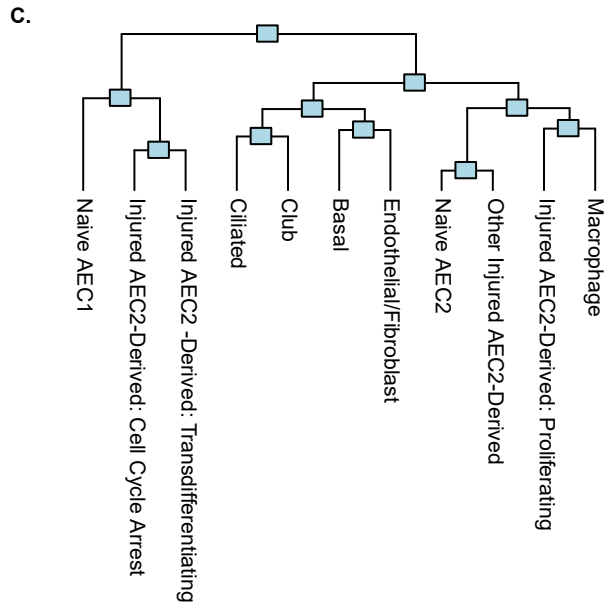 C.
Naive AEC1
Injured AEC2-Derived: Cell Cycle Arrest
Injured AEC2 -Derived: Transdifferentiating
Ciliated
Club
Basal
Endothelial/Fibroblast
Naive AEC2
Other Injured AEC2-Derived
Injured AEC2-Derived: Proliferating
Macrophage